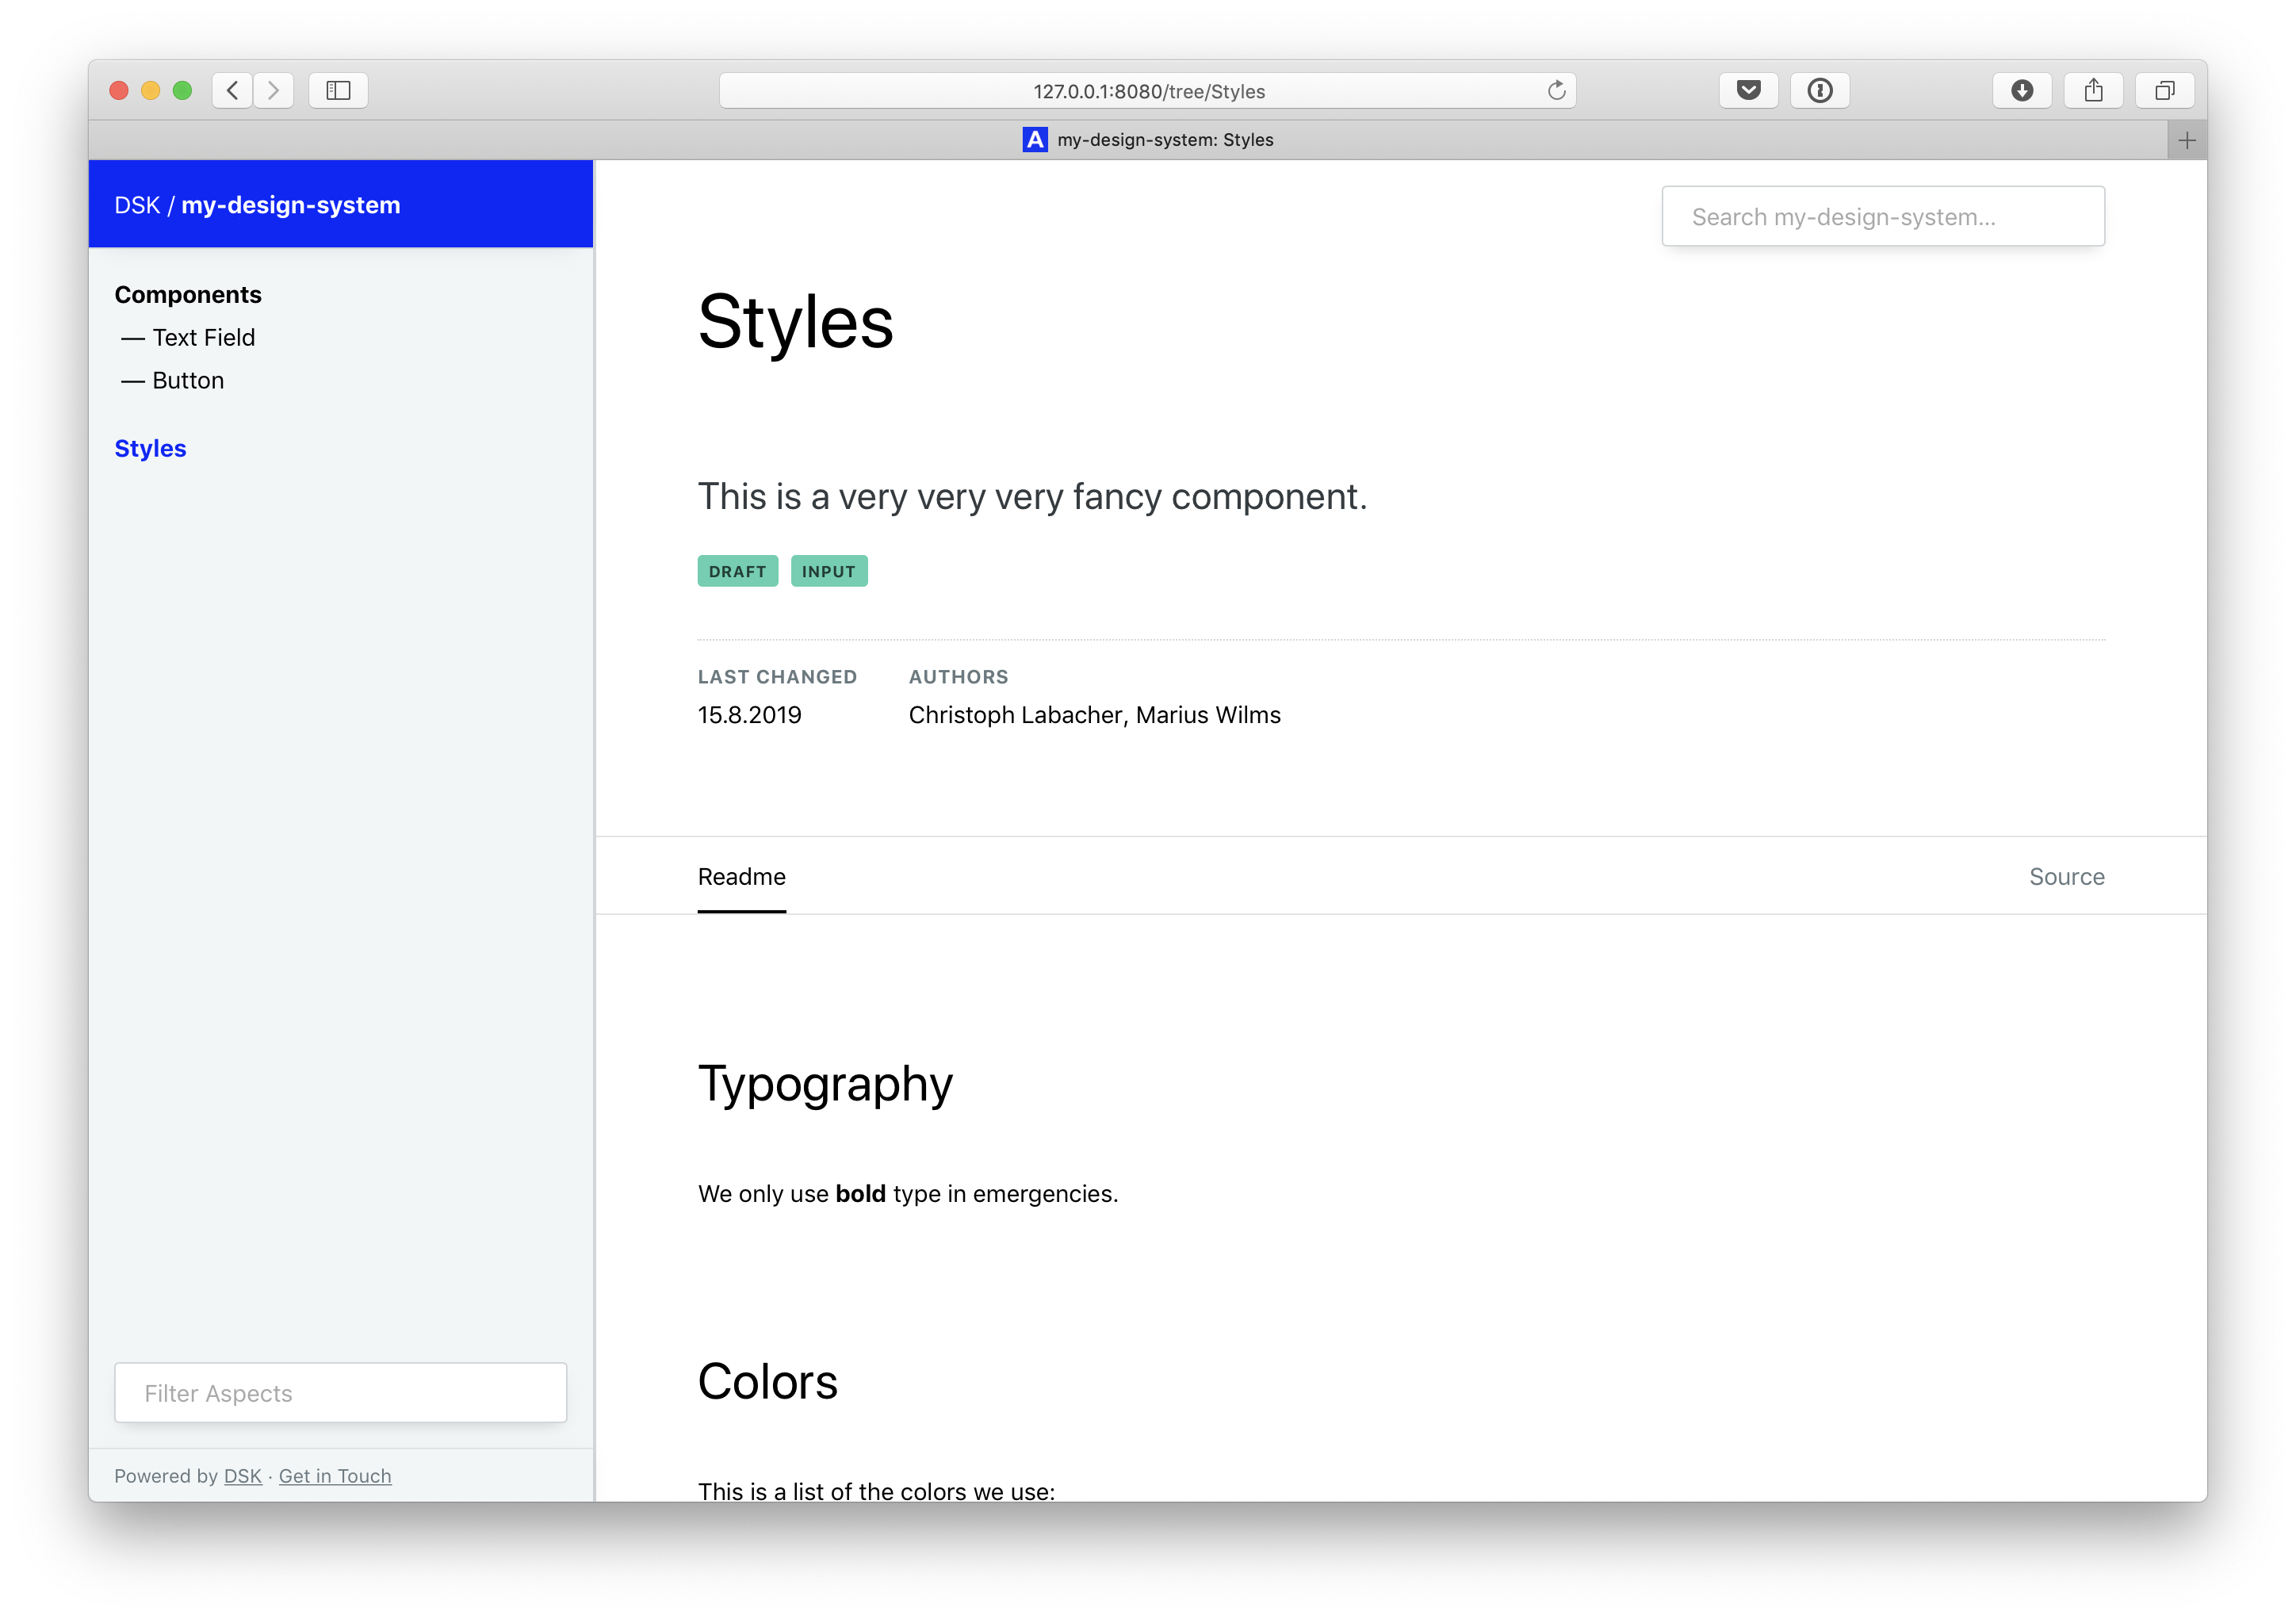 127.0.0.1:8080/tree/Styles
A my-design-system: Styles
DSK / my-design-system
Search my-design-system...
Components
— Text Field
— Button
Styles
Styles
This is a very very very fancy component.
DRAFT INPUT
LAST CHANGED AUTHORS
15.8.2019 Christoph Labacher, Marius Wilms
Readme Source
Typography
We only use bold type in emergencies.
Colors
This is a list of the colors we use:
Filter Aspects
Powered by DSK · Get in Touch